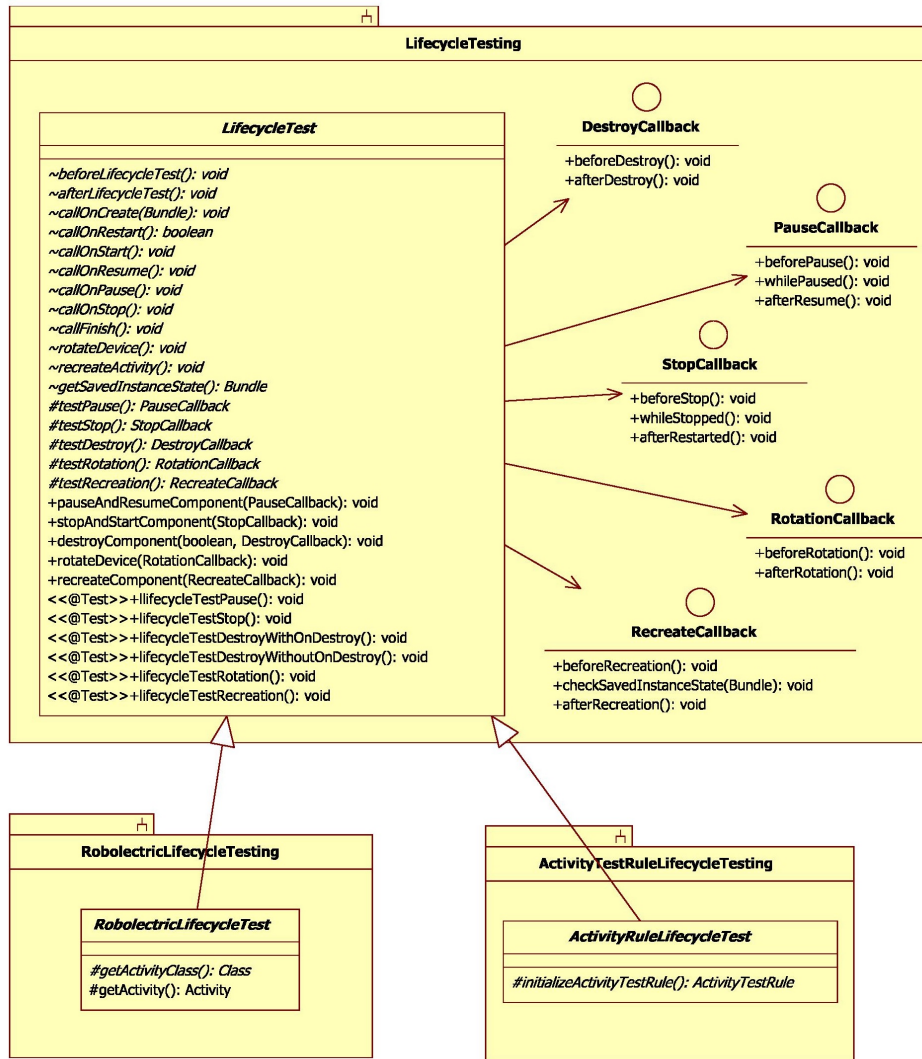 LifecycleTesting
LifecycleTest
~beforeLifecycleTest(): void
~afterLifecycleTest(): void
~callOnCreate(Bundle): void
~callOnRestart(): boolean
~callOnStart(): void
~callOnResume(): void
~callOnPause(): void
~callOnStop(): void
~callFinish(): void
~rotateDevice(): void
~recreateActivity(): void
~getSavedInstanceState(): Bundle
#testPause(): PauseCallback
#testStop(): StopCallback
#testDestroy(): DestroyCallback
#testRotation(): RotationCallback
#testRecreation(): RecreateCallback
+pauseAndResumeComponent(PauseCallback): void
+stopAndStartComponent(StopCallback): void
+destroyComponent(boolean, DestroyCallback): void
+rotateDevice(RotationCallback): void
+recreateComponent(RecreateCallback): void
<<@Test>>+llifecycleTestPause(): void
<<@Test>>+lifecycleTestStop(): void
<<@Test>>+lifecycleTestDestroyWithOnDestroy(): void
<<@Test>>+lifecycleTestDestroyWithoutOnDestroy(): void
<<@Test>>+lifecycleTestRotation(): void
<<@Test>>+lifecycleTestRecreation(): void
DestroyCallback
+beforeDestroy(): void
+afterDestroy(): void
PauseCallback
+beforePause(): void
+whilePaused(): void
+afterResume(): void
StopCallback
+beforeStop(): void
+whileStopped(): void
+afterRestarted(): void
RotationCallback
+beforeRotation(): void
+afterRotation(): void
RecreateCallback
+beforeRecreation(): void
+checkSavedInstanceState(Bundle): void
+afterRecreation(): void
RobolectricLifecycleTesting
RobolectricLifecycleTest
#getActivityClass(): Class
#getActivity(): Activity
ActivityTestRuleLifecycleTesting
ActivityRuleLifecycleTest
#initializeActivityTestRule(): ActivityTestRule